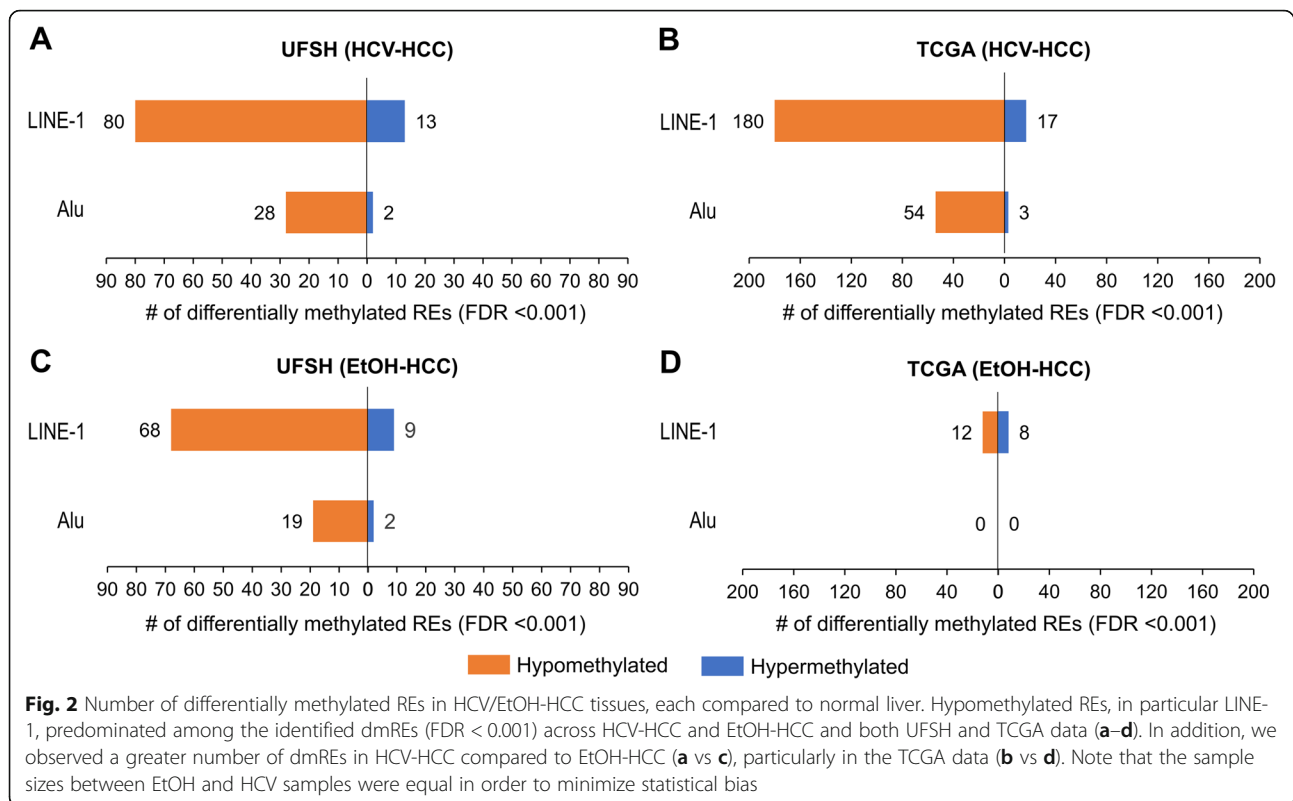 A
UFSH (HCV-HCC)
LINE-1
80
13
Alu
28
2
90 80 70 60 50 40 30 20 10 0 10 20 30 40 50 60 70 80 90
# of differentially methylated REs (FDR <0.001)
B
TCGA (HCV-HCC)
LINE-1
180
17
Alu
54
3
200 160 120 80 40 0 40 80 120 160 200
# of differentially methylated REs (FDR <0.001)
C
UFSH (EtOH-HCC)
LINE-1
68
9
Alu
19
2
90 80 70 60 50 40 30 20 10 0 10 20 30 40 50 60 70 80 90
# of differentially methylated REs (FDR <0.001)
D
TCGA (EtOH-HCC)
LINE-1
12
8
Alu
0
0
200 160 120 80 40 0 40 80 120 160 200
# of differentially methylated REs (FDR <0.001)
Hypomethylated
Hypermethylated
Fig. 2 Number of differentially methylated REs in HCV/EtOH-HCC tissues, each compared to normal liver. Hypomethylated REs, in particular LINE-
1, predominated among the identified dmREs (FDR < 0.001) across HCV-HCC and EtOH-HCC and both UFSH and TCGA data (a–d). In addition, we
observed a greater number of dmREs in HCV-HCC compared to EtOH-HCC (a vs c), particularly in the TCGA data (b vs d). Note that the sample
sizes between EtOH and HCV samples were equal in order to minimize statistical bias